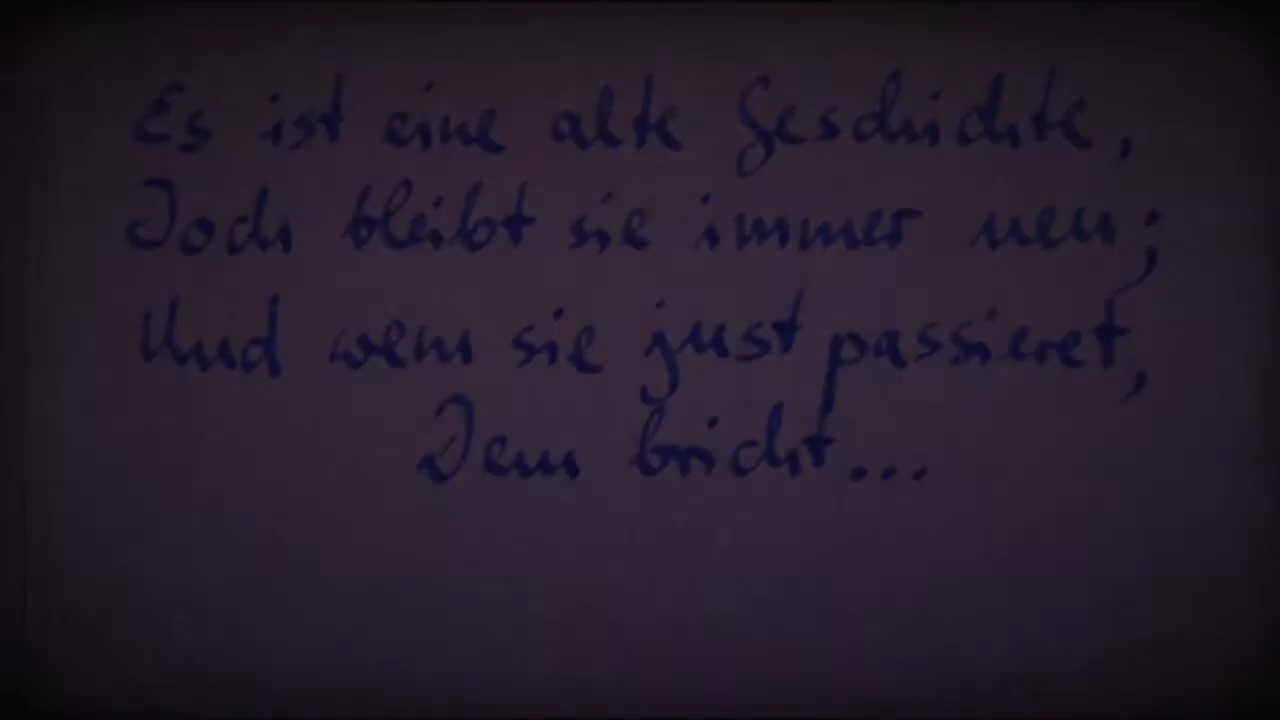 Es ist eine alte Geschichte,
Doch bleibt sie immer neu;
Und wem sie just passieret,
Dem bricht...